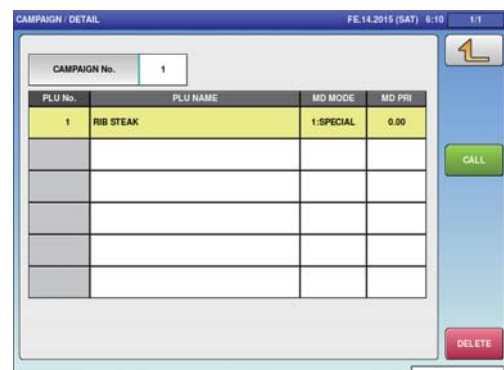 CAMPAIGN / DETAIL FE.14.2015 (SAT) 6:10 1/1
CAMPAIGN No. 1
PLU No. PLU NAME MD MODE MD PRI
1 RIB STEAK 1:SPECIAL 0.00
CALL
DELETE